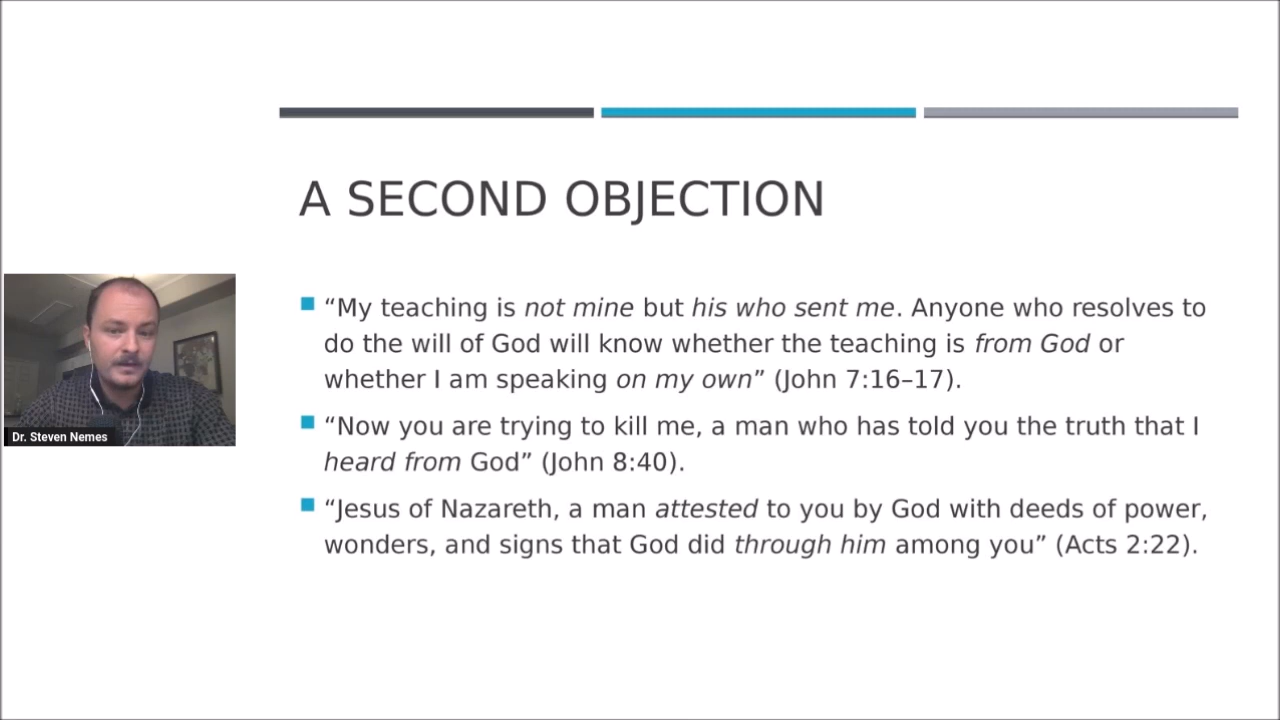 A SECOND OBJECTION
“My teaching is not mine but his who sent me. Anyone who resolves to
do the will of God will know whether the teaching is from God or
whether I am speaking on my own” (John 7:16–17).
“Now you are trying to kill me, a man who has told you the truth that I
heard from God” (John 8:40).
“Jesus of Nazareth, a man attested to you by God with deeds of power,
wonders, and signs that God did through him among you” (Acts 2:22).
Dr. Steven Nemes